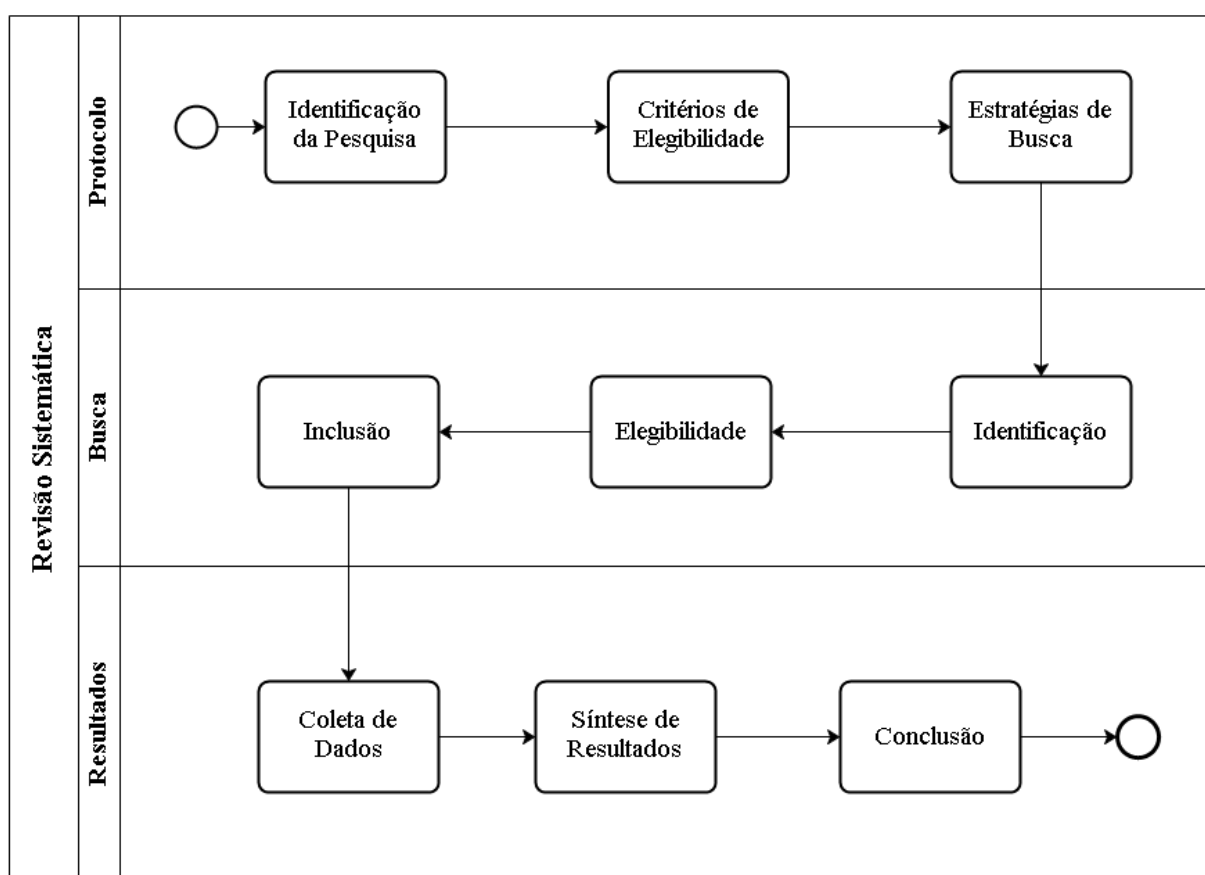 Revisão Sistemática
Protocolo
Identificação
da Pesquisa
Critérios de
Elegibilidade
Estratégias de
Busca
Busca
Inclusão
Elegibilidade
Identificação
Resultados
Coleta de
Dados
Síntese de
Resultados
Conclusão